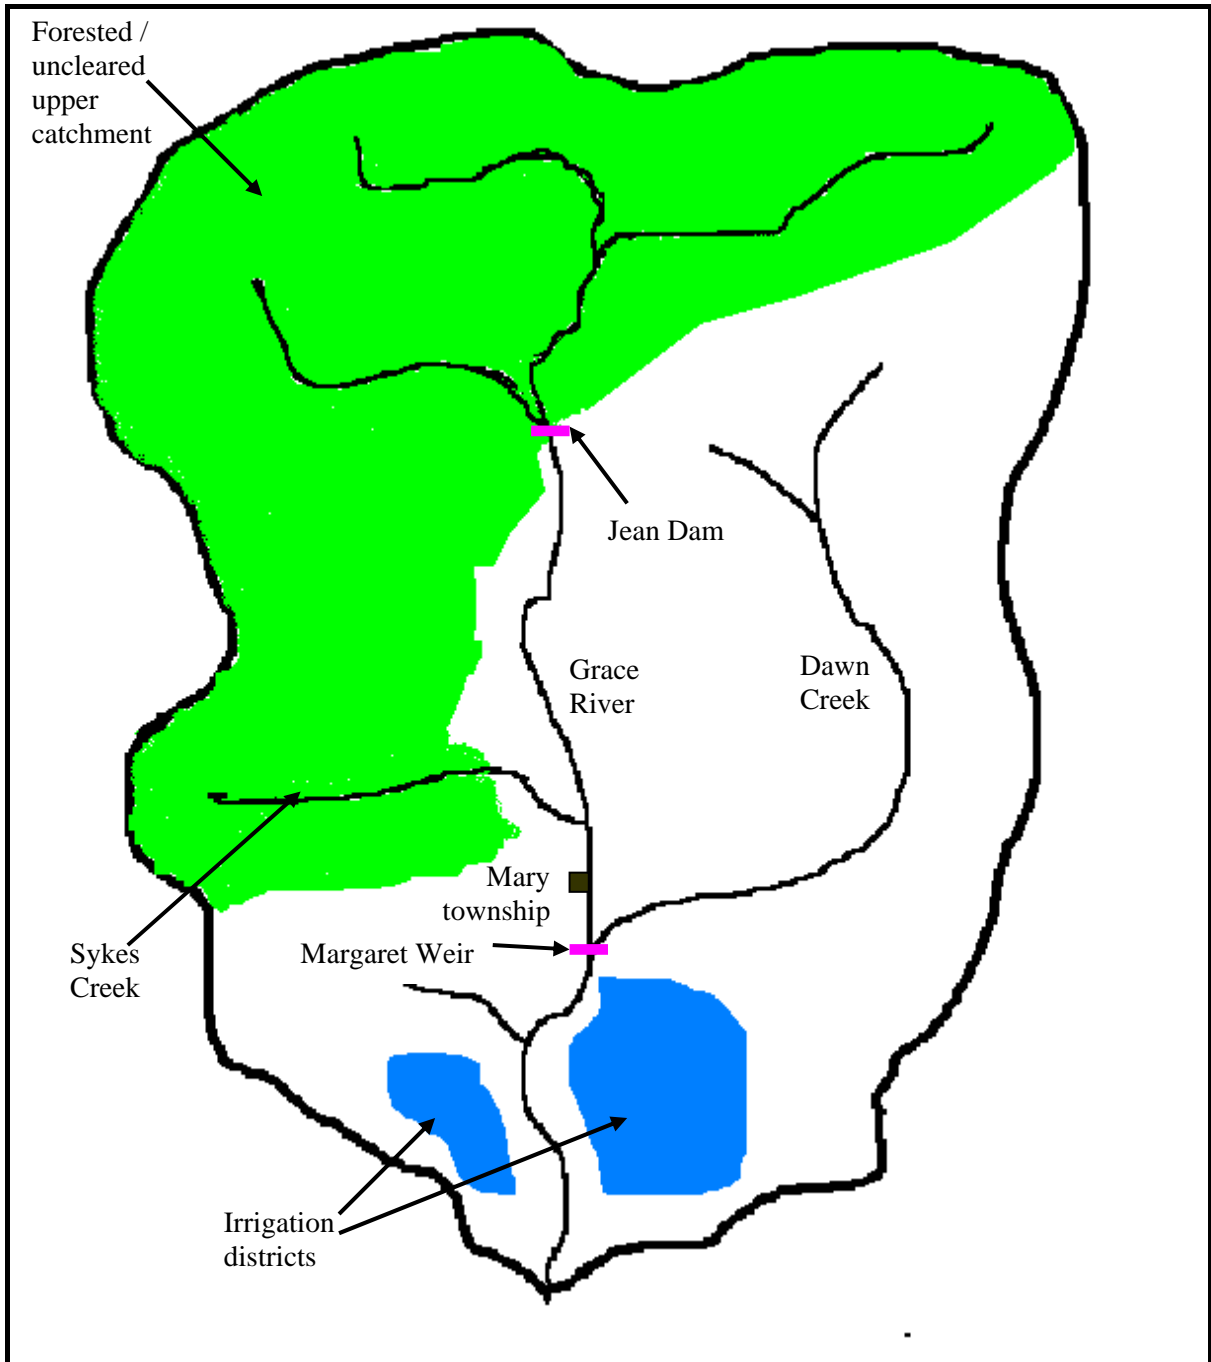 Forested /
uncleared
upper
catchment
Jean Dam
Grace
River
Dawn
Creek
Mary
township
Margaret Weir
Sykes
Creek
Irrigation
districts